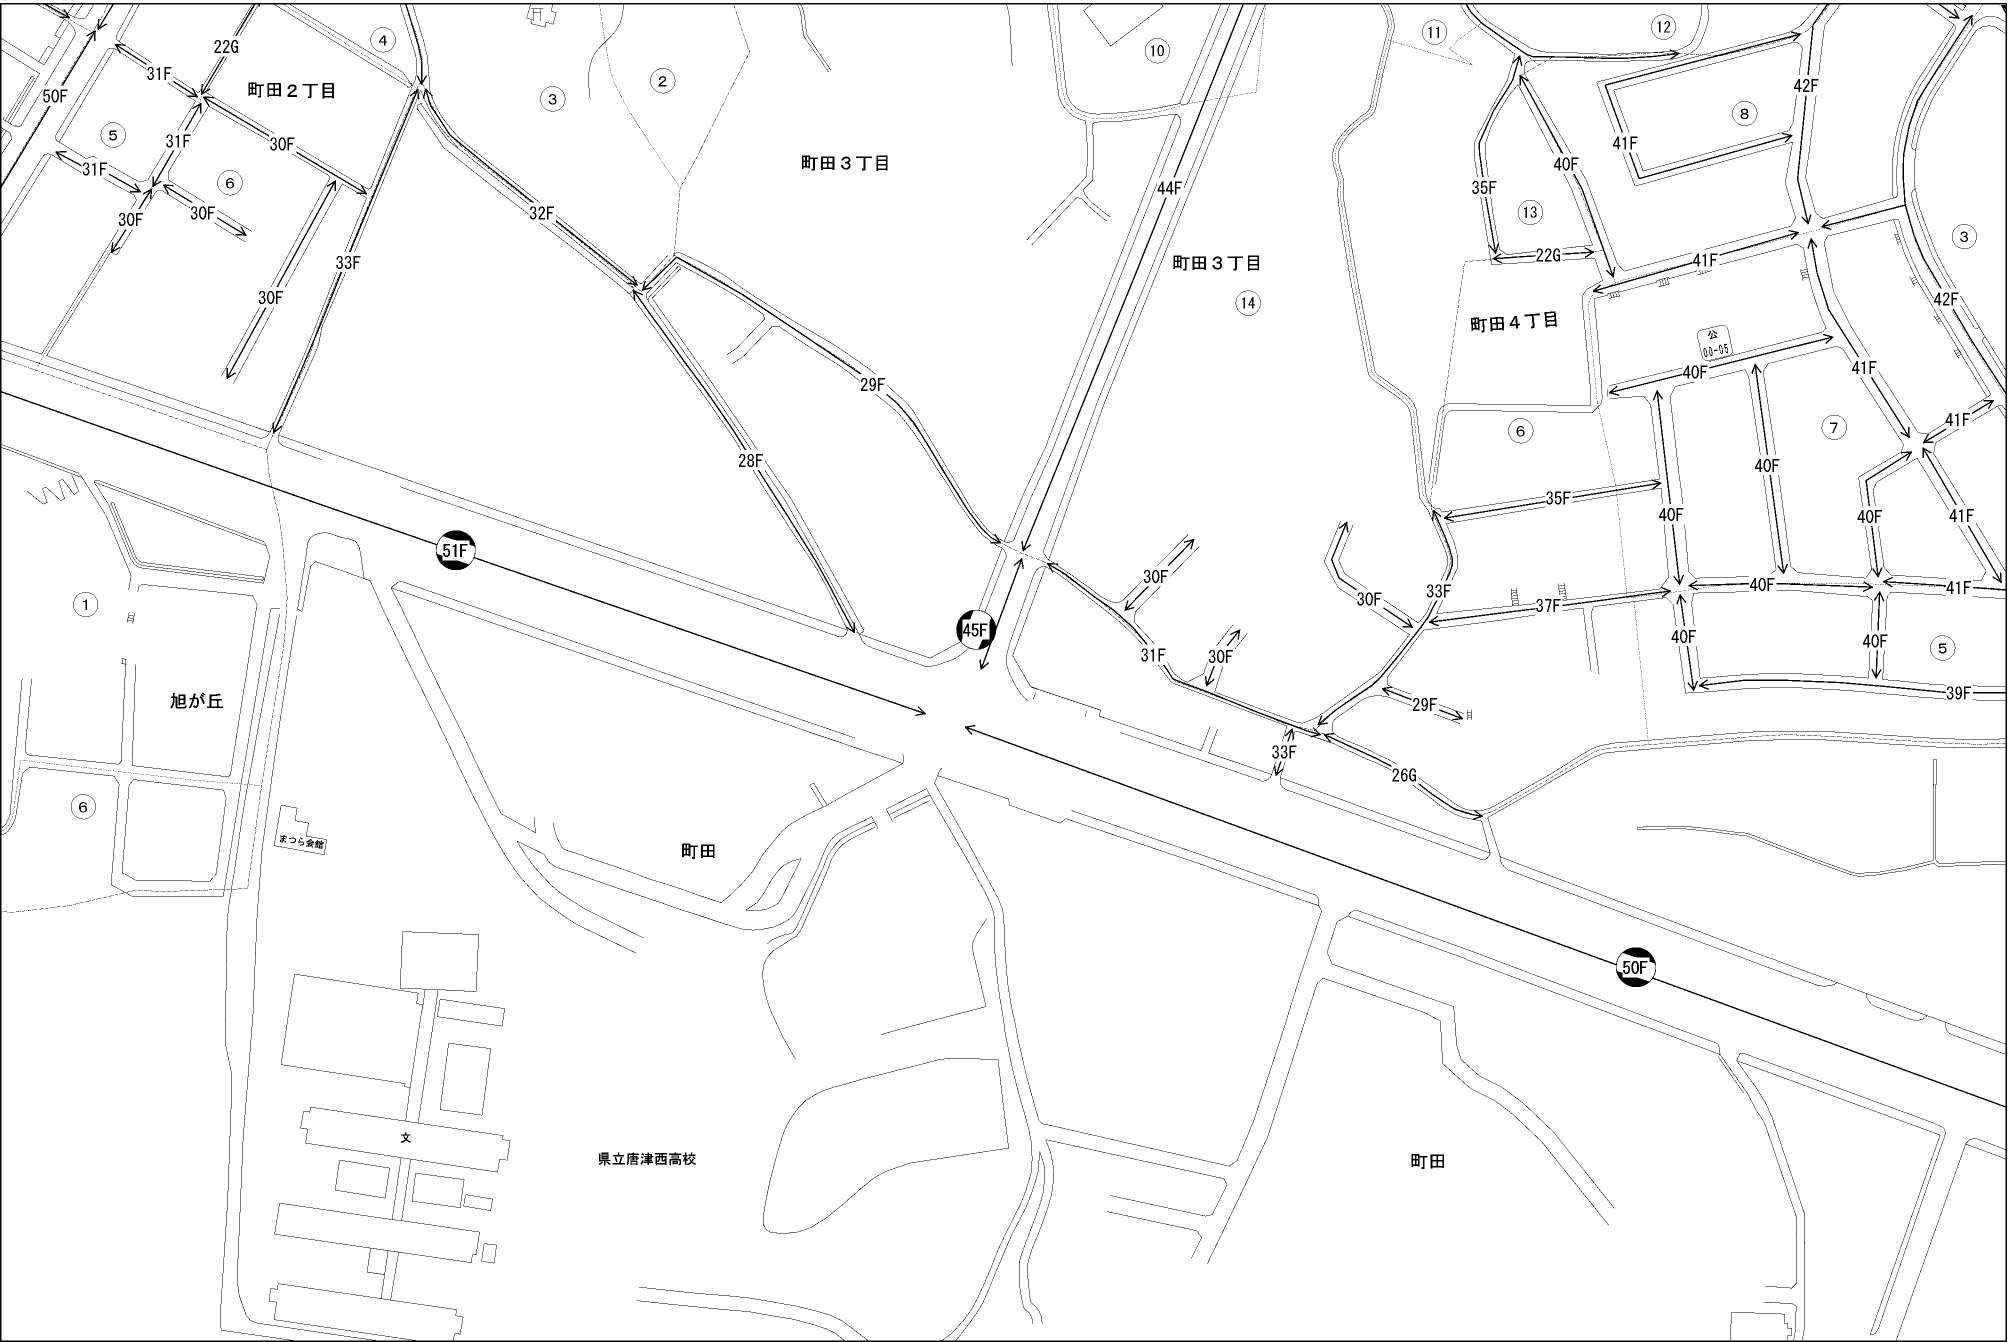 ④
⑪
⑫
22G
31F
町田２丁目
50F
②
③
⑩
42F
⑧
⑤
31F
30F
41F
町田３丁目
40F
31F
⑥
35F
44F
30F
30F
32F
⑬
③
33F
町田３丁目
22G
41F
30F
⑭
町田４丁目
42F
公
00-05
29F
40F
41F
41F
⑥
⑦
28F
40F
35F
40F
40F
41F
51F
30F
40F
41F
33F
30F
37F
①
45F
40F
40F
⑤
31F
30F
39F
旭が丘
29F
33F
26G
⑥
まつら会館
町田
50F
文
県立唐津西高校
町田